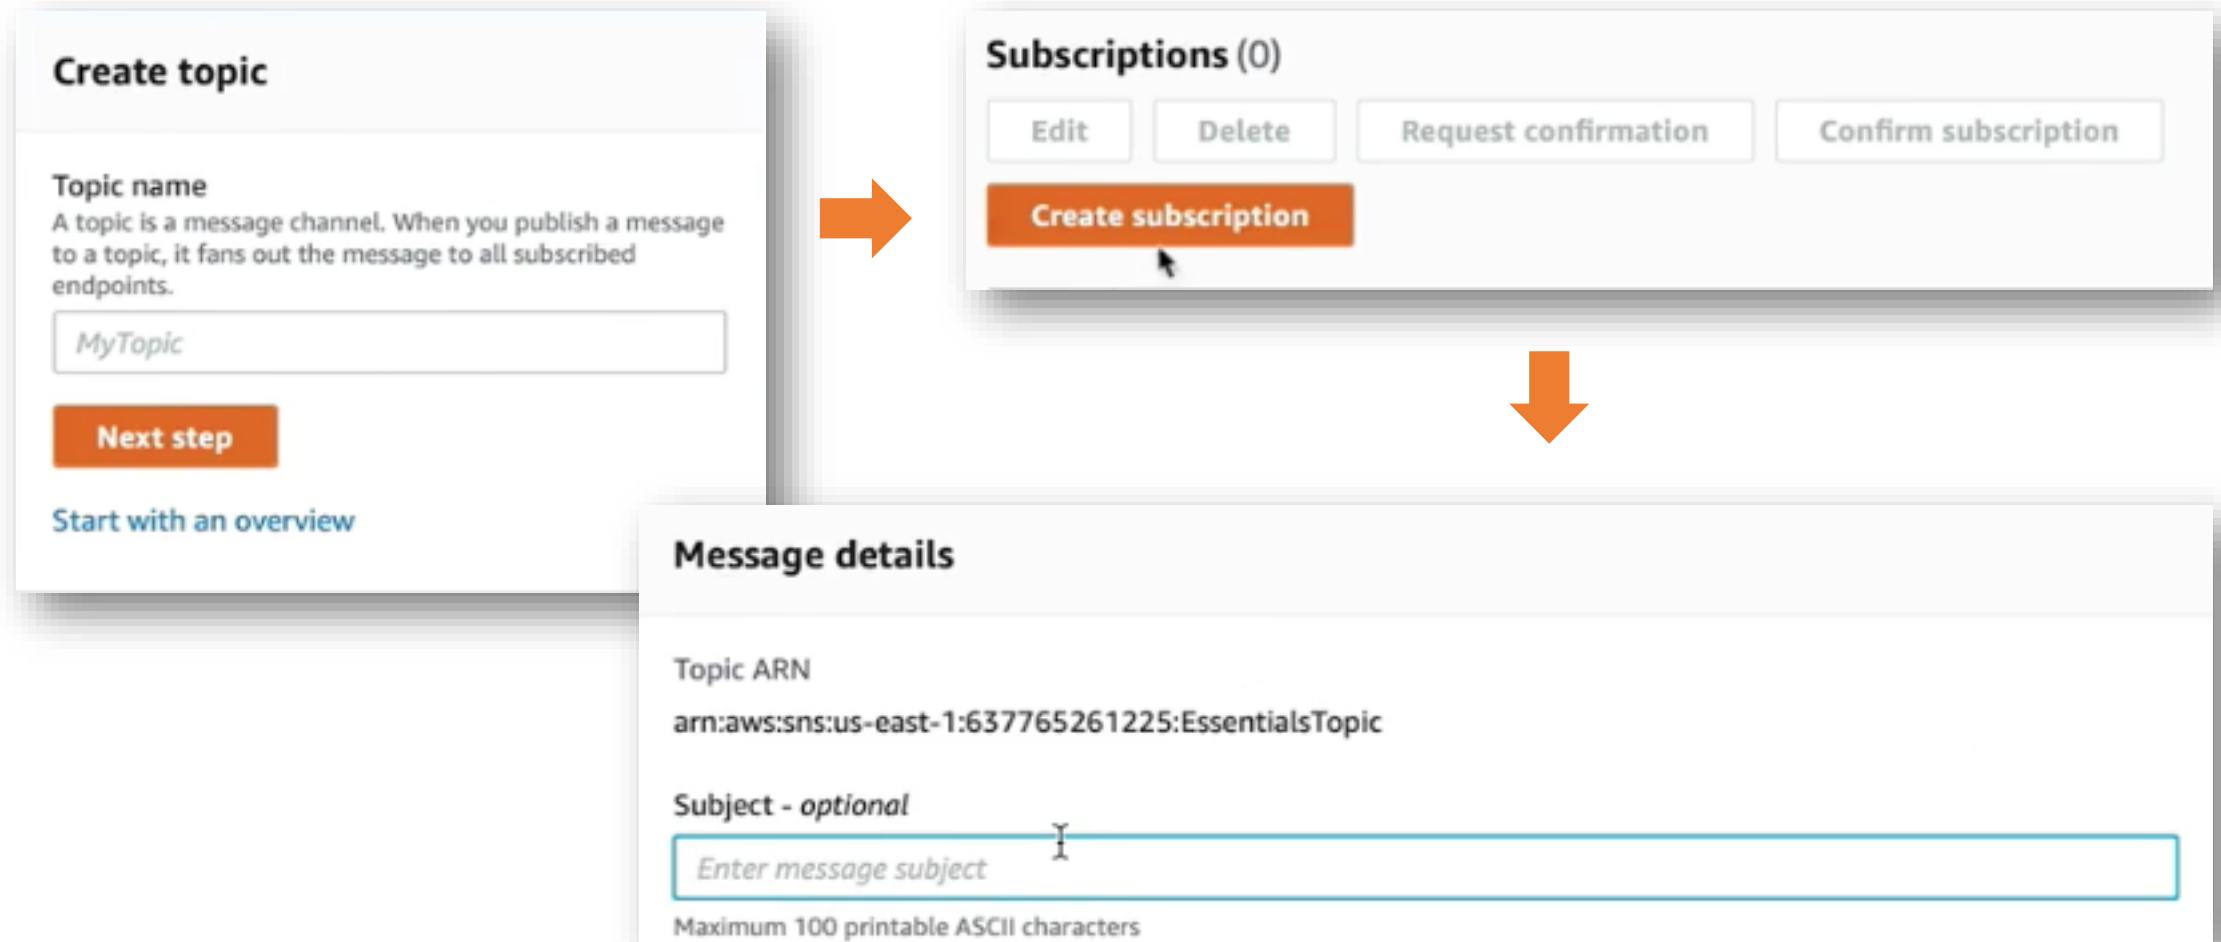 Create topic
Topic name
A topic is a message channel. When you publish a message
to a topic, it fans out the message to all subscribed
endpoints.
MyTopic
Next step
Start with an overview
Subscriptions (0)
Edit Delete Request confirmation Confirm subscription
Create subscription
Message details
Topic ARN
arn:aws:sns:us-east-1:637765261225:EssentialsTopic
Subject - optional
Enter message subject
Maximum 100 printable ASCII characters